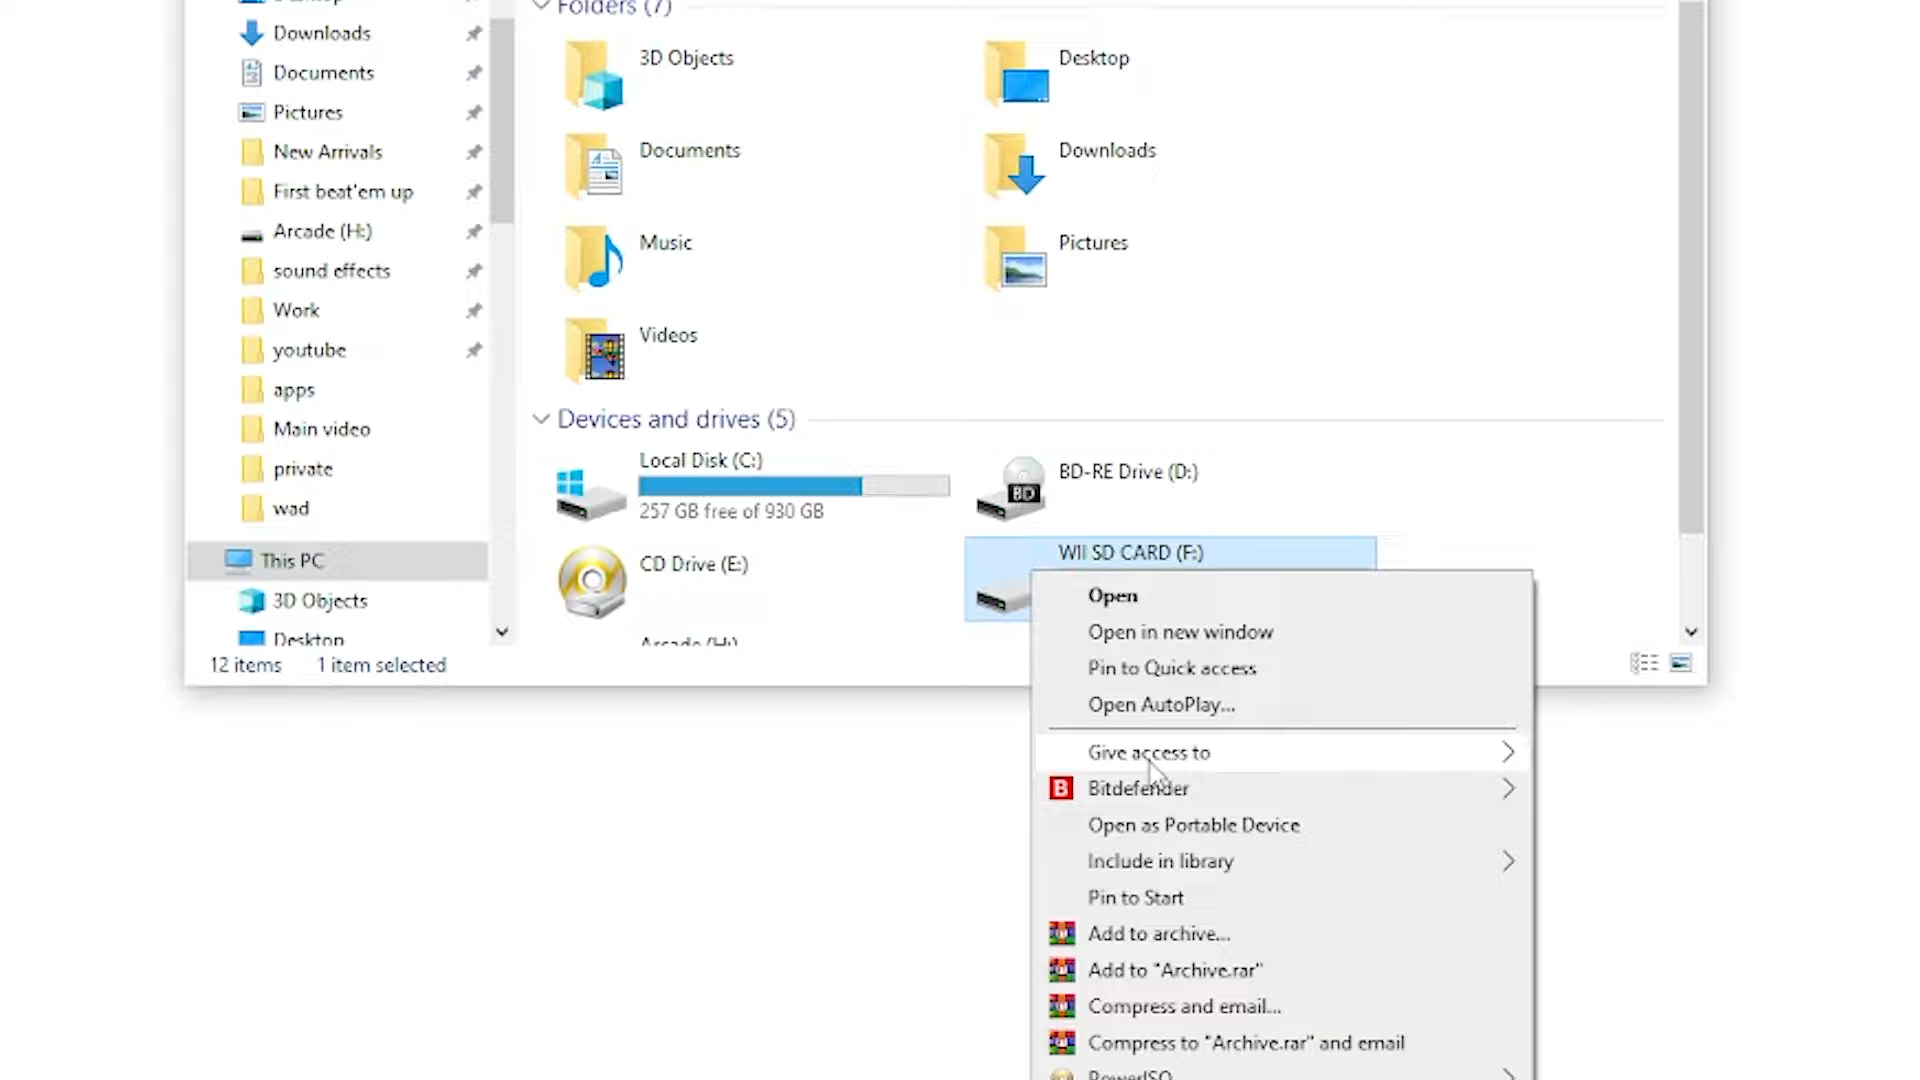 Desktop
Downloads
Documents
Pictures
New Arrivals
First beat'em up
Arcade (H:)
sound effects
Work
youtube
apps
Main video
private
wad
This PC
3D Objects
Desktop
12 items 1 item selected
Folders (7)
3D Objects
Desktop
Documents
Downloads
Music
Pictures
Videos
Devices and drives (5)
Local Disk (C:)
257 GB free of 930 GB
BD-RE Drive (D:)
BD
CD Drive (E:)
WII SD CARD (F:)
Arcade (H:)
Open
Open in new window
Pin to Quick access
Open AutoPlay...
Give access to
B Bitdefender
Open as Portable Device
Include in library
Pin to Start
Add to archive...
Add to "Archive.rar"
Compress and email...
Compress to "Archive.rar" and email
PowerISO